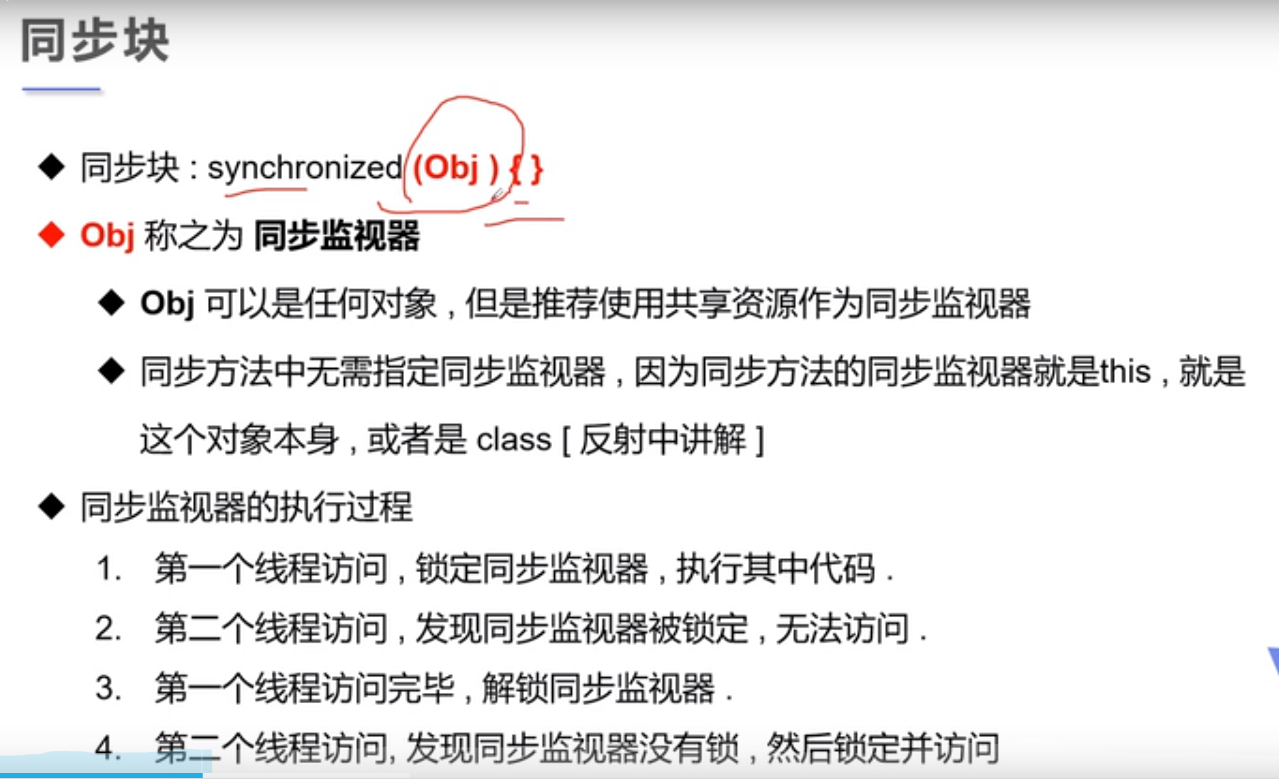 同步块
◆ 同步块 : synchronized (Obj ) { }
◆ Obj 称之为 同步监视器
◆ Obj 可以是任何对象 , 但是推荐使用共享资源作为同步监视器
◆ 同步方法中无需指定同步监视器 , 因为同步方法的同步监视器就是this , 就是
这个对象本身 , 或者是 class [ 反射中讲解 ]
◆ 同步监视器的执行过程
1. 第一个线程访问 , 锁定同步监视器 , 执行其中代码 .
2. 第二个线程访问 , 发现同步监视器被锁定 , 无法访问 .
3. 第一个线程访问完毕 , 解锁同步监视器 .
4. 第二个线程访问, 发现同步监视器没有锁 , 然后锁定并访问